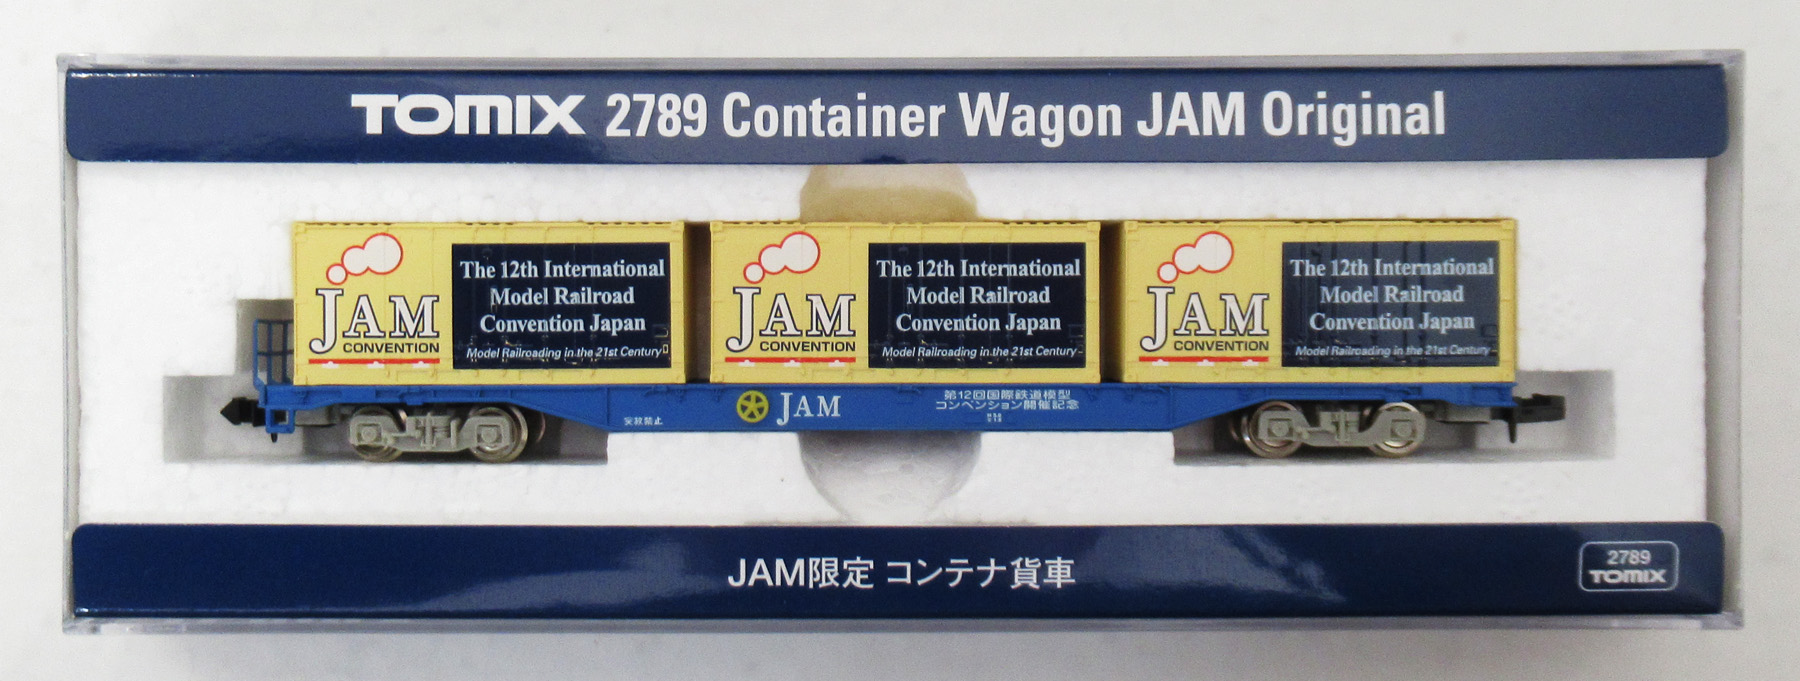 TOMIX 2789 Container Wagon JAM Original
JAM
CONVENTION
The 12th International
Model Railroad
Convention Japan
Model Railroading in the 21st Century
JAM
CONVENTION
The 12th International
Model Railroad
Convention Japan
Model Railroading in the 21st Century
JAM
CONVENTION
The 12th International
Model Railroad
Convention Japan
Model Railroading in the 21st Century
突放禁止
JAM
第12回国際鉄道模型
コンベンション開催記念
JAM限定 コンテナ貨車
2789
TOMIX